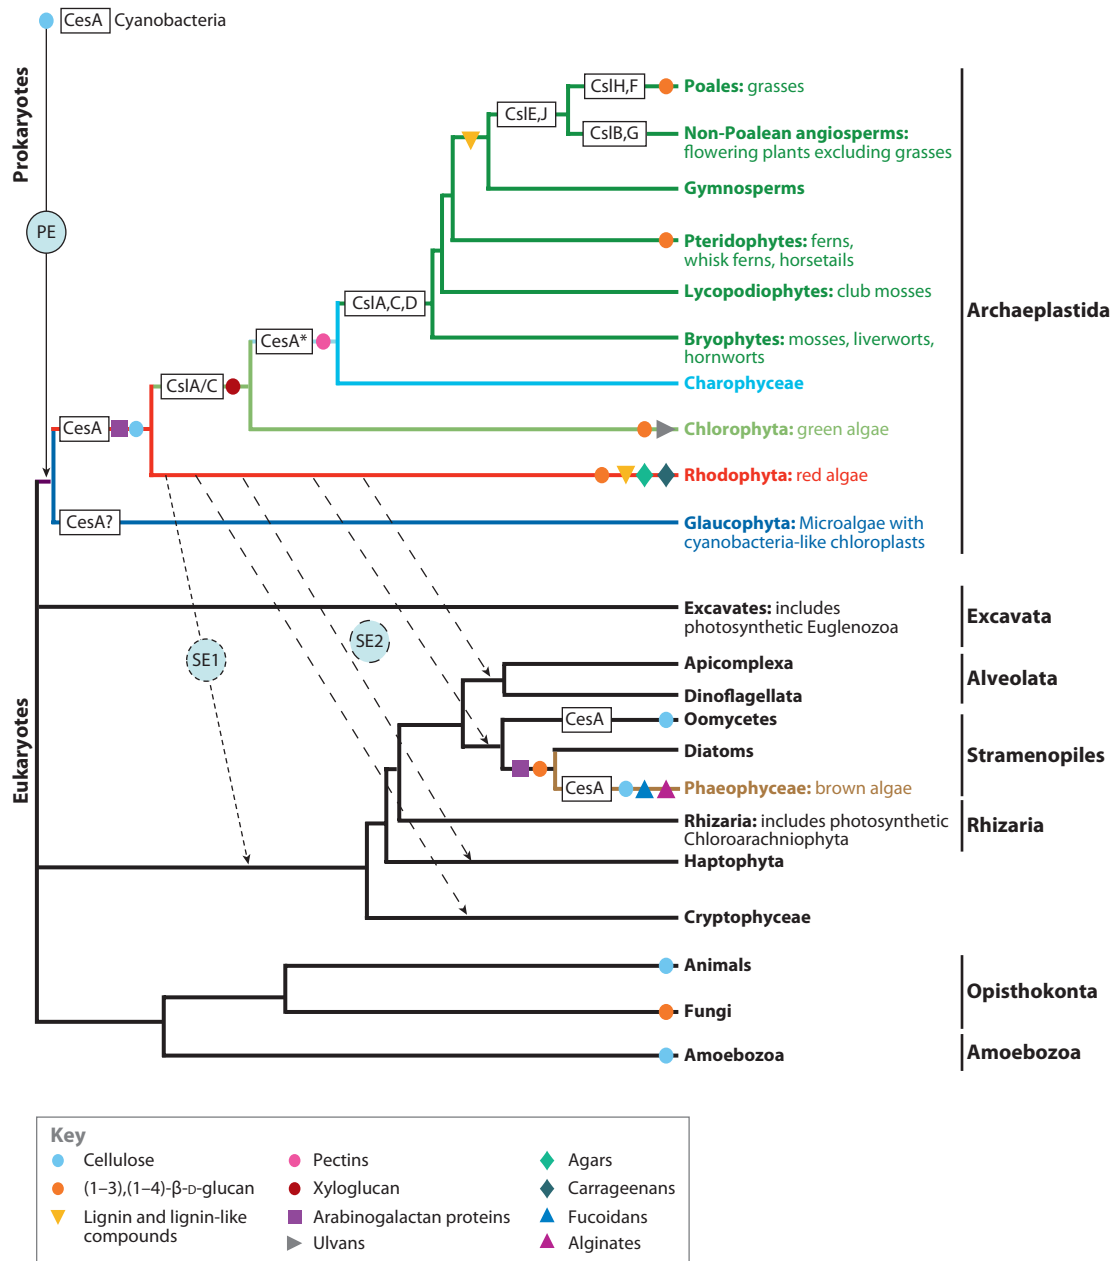 CesA Cyanobacteria
Prokaryotes
PE
CslH,F Poales: grasses
CslE,J
CslB,G Non-Poalean angiosperms:
flowering plants excluding grasses
Gymnosperms
Pteridophytes: ferns,
whisk ferns, horsetails
CslA,C,D
Lycopodiophytes: club mosses
Archaeplastida
CesA*
Bryophytes: mosses, liverworts,
hornworts
CslA/C
Charophyceae
CesA
Chlorophyta: green algae
Rhodophyta: red algae
CesA?
Glaucophyta: Microalgae with
cyanobacteria-like chloroplasts
Eukaryotes
Excavates: includes
photosynthetic Euglenozoa
Excavata
SE1
SE2
Apicomplexa
Dinoflagellata
Alveolata
CesA Oomycetes
Diatoms
Stramenopiles
CesA Phaeophyceae: brown algae
Rhizaria: includes photosynthetic
Chloroarachniophyta
Rhizaria
Haptophyta
Cryptophyceae
Animals
Opisthokonta
Fungi
Amoebozoa
Amoebozoa
Key
Cellulose
(1–3),(1–4)-β-D-glucan
Lignin and lignin-like
compounds
Pectins
Xyloglucan
Arabinogalactan proteins
Ulvans
Agars
Carrageenans
Fucoidans
Alginates